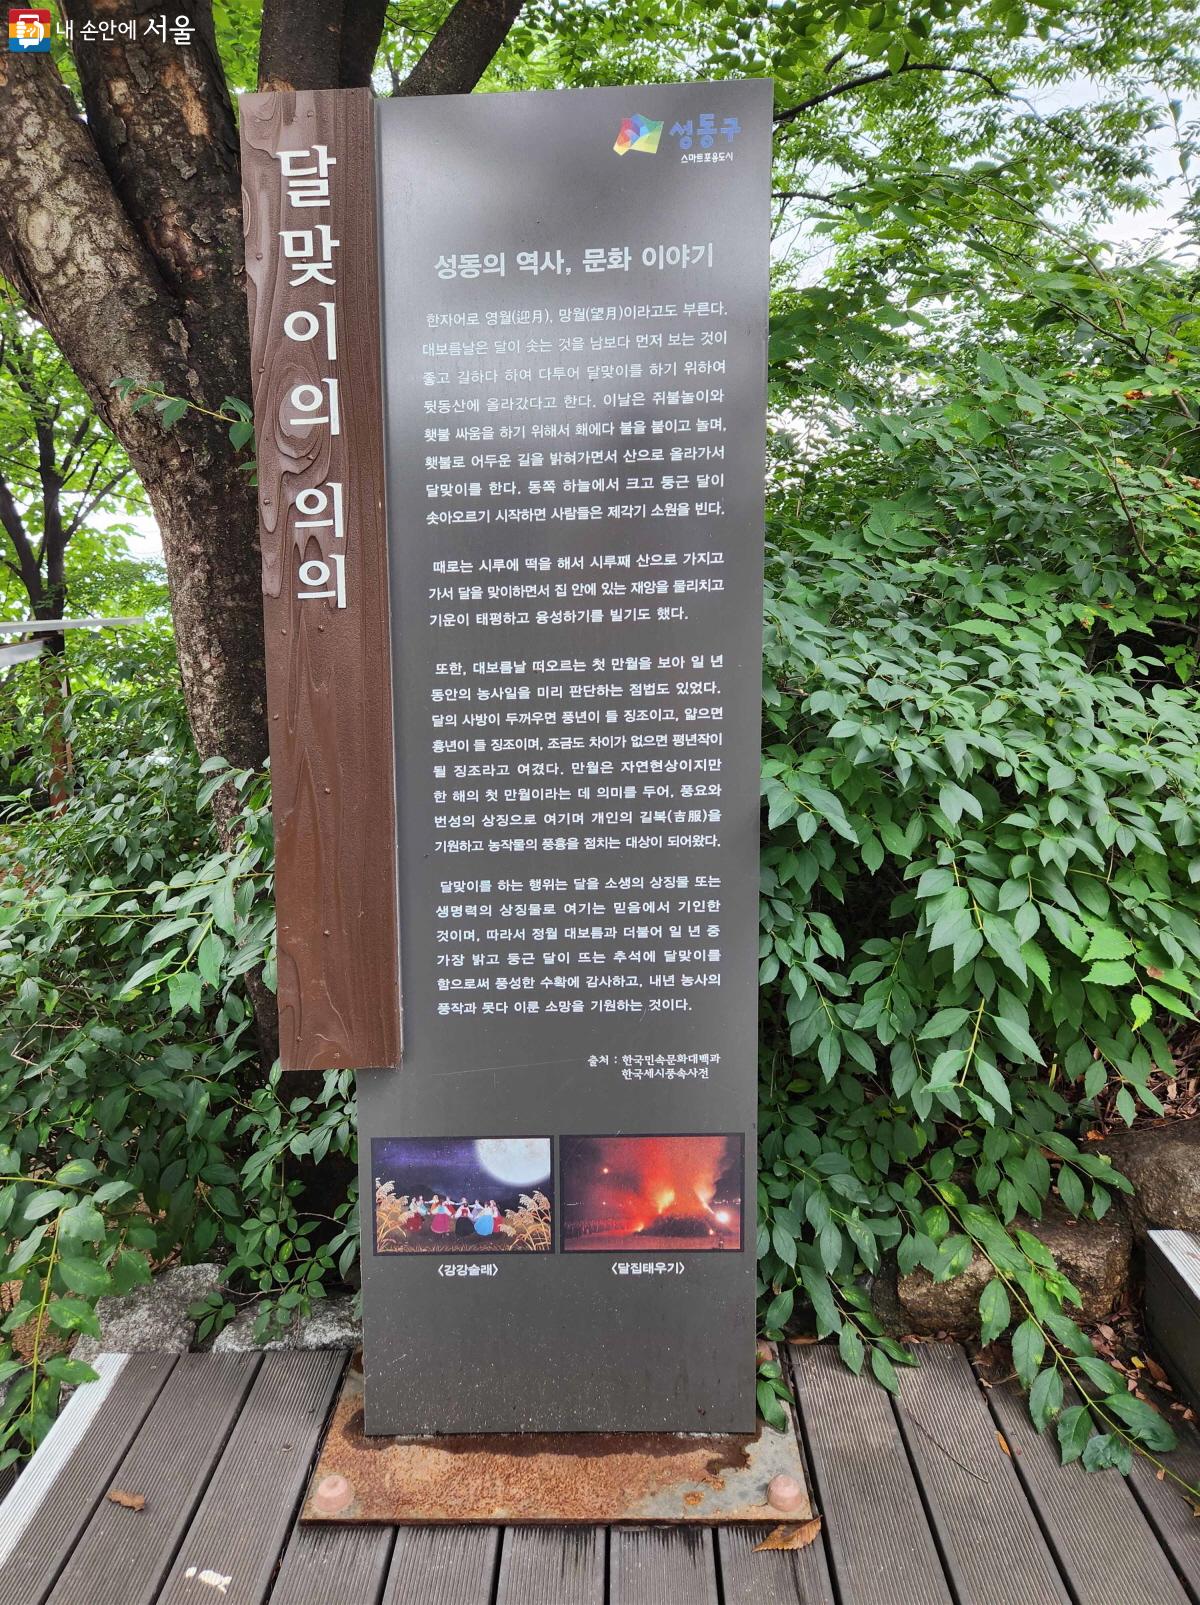 내 손안에 서울
달맞이의 의의
성동구
스마트포용도시
성동의 역사, 문화 이야기
한자어로 영월(迎月), 망월(望月)이라고도 부른다.
대보름날은 달이 솟는 것을 남보다 먼저 보는 것이
좋고 길하다 하여 다투어 달맞이를 하기 위하여
뒷동산에 올라갔다고 한다. 이날은 쥐불놀이와
횃불 싸움을 하기 위해서 홰에다 불을 붙이고 놀며,
횃불로 어두운 길을 밝혀가면서 산으로 올라가서
달맞이를 한다. 동쪽 하늘에서 크고 둥근 달이
솟아오르기 시작하면 사람들은 제각기 소원을 빈다.
때로는 시루에 떡을 해서 시루째 산으로 가지고
가서 달을 맞이하면서 집 안에 있는 재앙을 물리치고
기운이 태평하고 융성하기를 빌기도 했다.
또한, 대보름날 떠오르는 첫 만월을 보아 일 년
동안의 농사일을 미리 판단하는 점법도 있었다.
달의 사방이 두꺼우면 풍년이 들 징조이고, 얇으면
흉년이 들 징조이며, 조금도 차이가 없으면 평년작이
될 징조라고 여겼다. 만월은 자연현상이지만
한 해의 첫 만월이라는 데 의미를 두어, 풍요와
번성의 상징으로 여기며 개인의 길복(吉服)을
기원하고 농작물의 풍흉을 점치는 대상이 되어왔다.
달맞이를 하는 행위는 달을 소생의 상징물 또는
생명력의 상징물로 여기는 믿음에서 기인한
것이며, 따라서 정월 대보름과 더불어 일 년 중
가장 밝고 둥근 달이 뜨는 추석에 달맞이를
함으로써 풍성한 수확에 감사하고, 내년 농사의
풍작과 못다 이룬 소망을 기원하는 것이다.
출처 : 한국민속문화대백과
한국세시풍속사전
〈강강술래〉
〈달집태우기〉